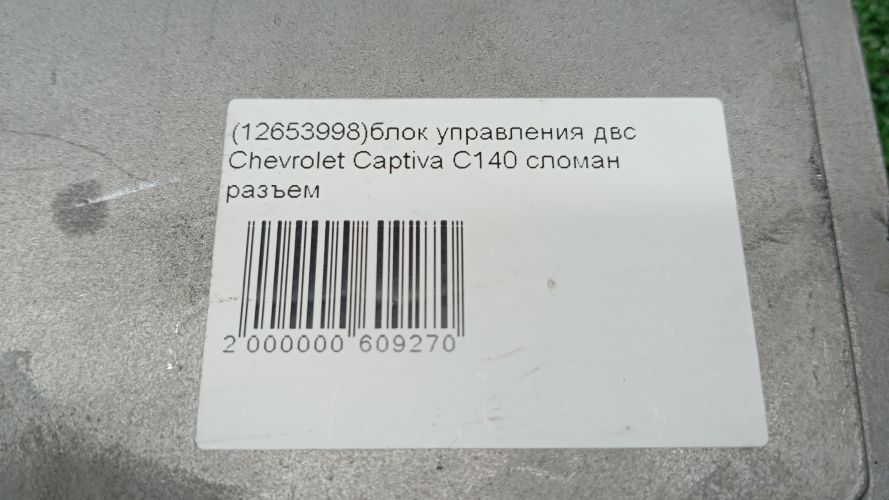 (12653998)блок управления двс
Chevrolet Captiva C140 сломан
разъем
2 000000 609270